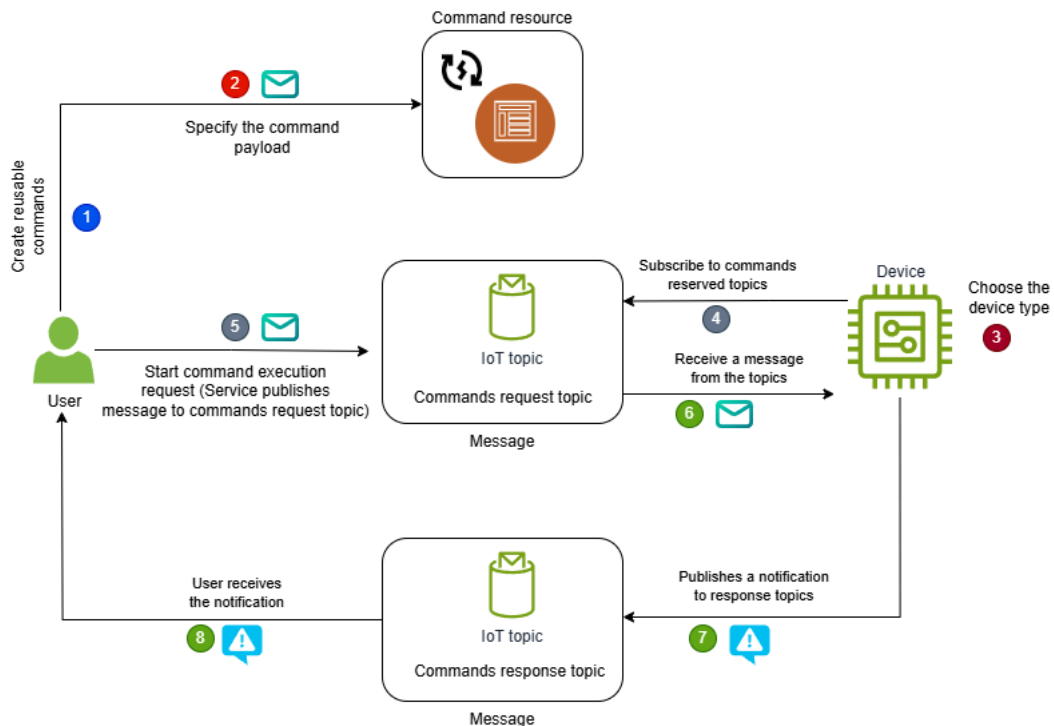 Command resource
2
Specify the command
payload
Create reusable
commands
1
Subscribe to commands
reserved topics
4
Device
Choose the
device type
3
5
Start command execution
request (Service publishes
message to commands request topic)
User
IoT topic
Commands request topic
Message
Receive a message
from the topics
6
User receives
the notification
8
IoT topic
Commands response topic
Message
Publishes a notification
to response topics
7